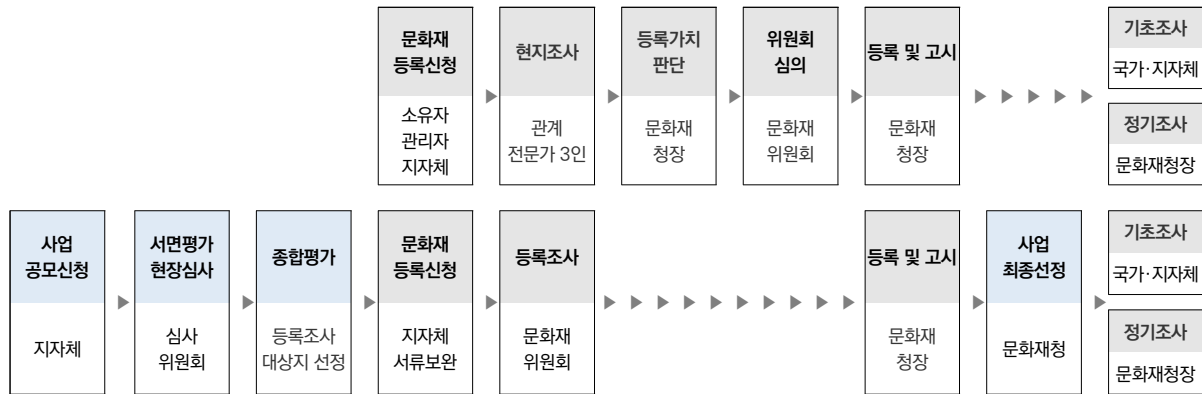 문화재
등록신청
소유자
관리자
지자체
현지조사
관계
전문가 3인
등록가치
판단
문화재
청장
위원회
심의
문화재
위원회
등록 및 고시
문화재
청장
기초조사
국가·지자체
정기조사
문화재청장
사업
공모신청
지자체
서면평가
현장심사
심사
위원회
종합평가
등록조사
대상지 선정
문화재
등록신청
지자체
서류보완
등록조사
문화재
위원회
등록 및 고시
문화재
청장
사업
최종선정
문화재청
기초조사
국가·지자체
정기조사
문화재청장